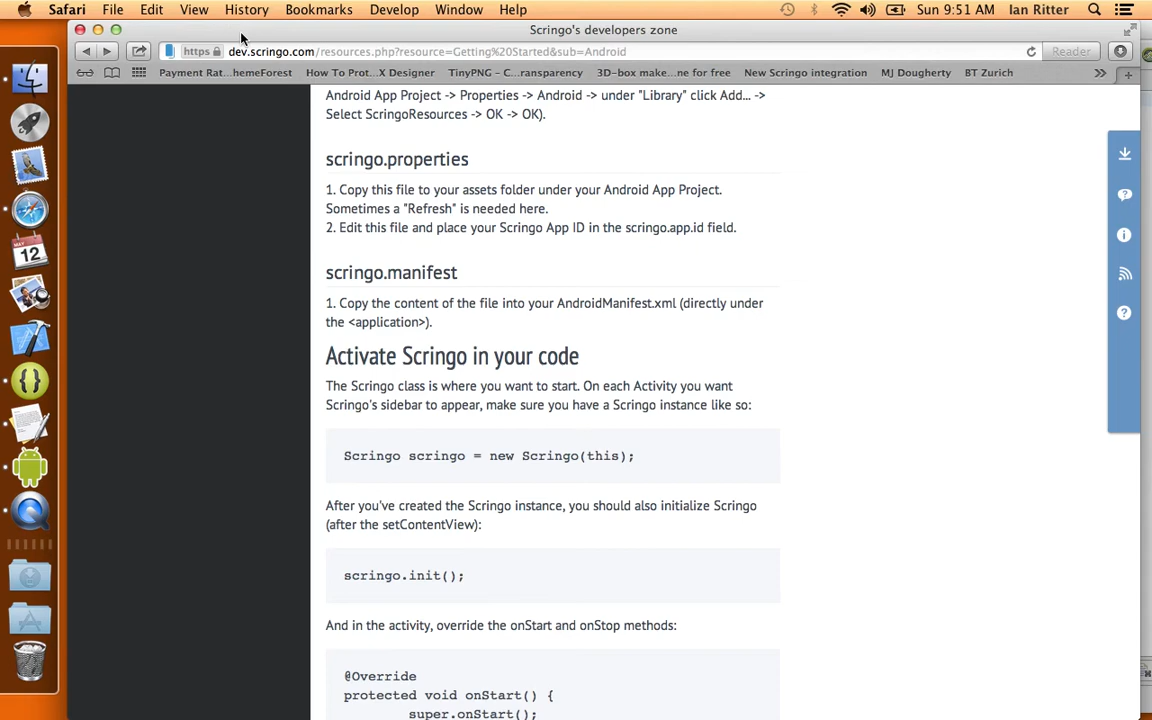 Safari File Edit View History Bookmarks Develop Window Help Sun 9:51 AM Ian Ritter
Scringo's developers zone
https dev.scringo.com/resources.php?resource=Getting%20Started&sub=Android Reader
Payment Rat...hemeForest How To Prot...X Designer TinyPNG – C...ransparency 3D-box make...ne for free New Scringo integration MJ Dougherty BT Zurich
Android App Project -> Properties -> Android -> under "Library" click Add... ->
Select ScringoResources -> OK -> OK).
scringo.properties
1. Copy this file to your assets folder under your Android App Project.
Sometimes a "Refresh" is needed here.
2. Edit this file and place your Scringo App ID in the scringo.app.id field.
scringo.manifest
1. Copy the content of the file into your AndroidManifest.xml (directly under
the <application>).
Activate Scringo in your code
The Scringo class is where you want to start. On each Activity you want
Scringo's sidebar to appear, make sure you have a Scringo instance like so:
Scringo scringo = new Scringo(this);
After you've created the Scringo instance, you should also initialize Scringo
(after the setContentView):
scringo.init();
And in the activity, override the onStart and onStop methods:
@Override
protected void onStart() {
super.onStart();
MAY
12